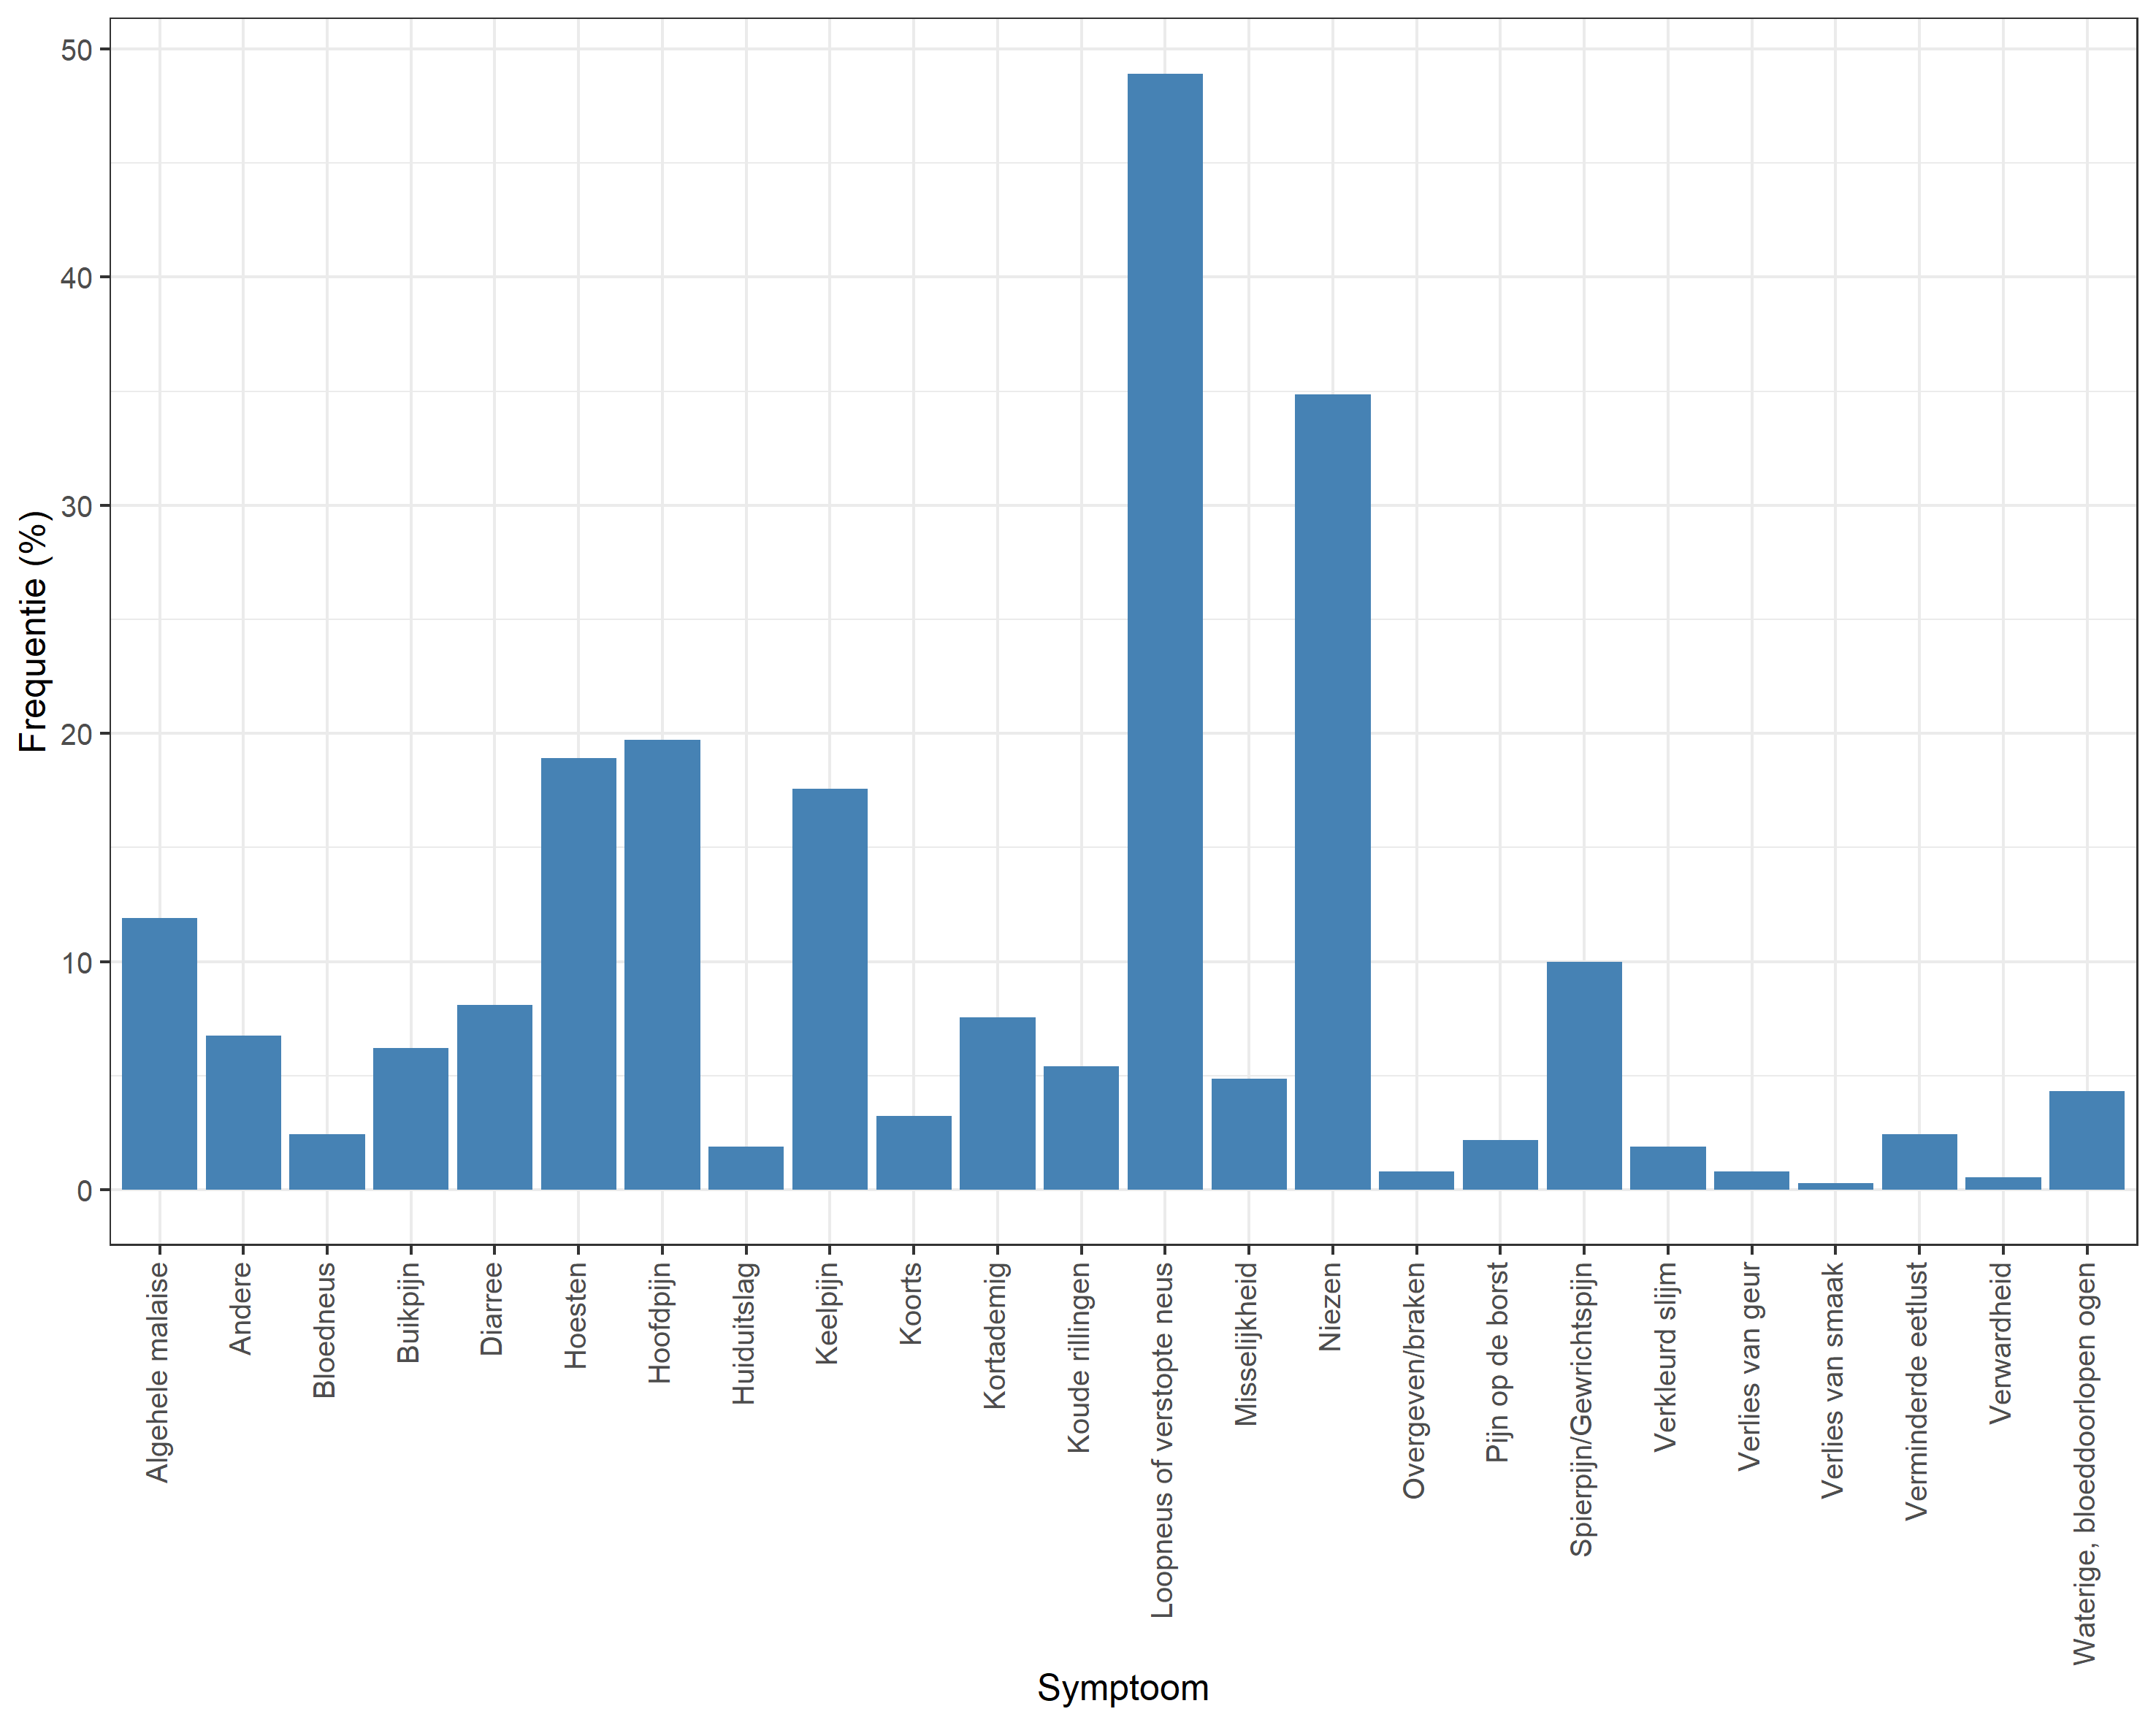 Frequentie (%)
50
40
30
20
10
0
Algehele malaise
Andere
Bloedneus
Buikpijn
Diarree
Hoesten
Hoofdpijn
Huiduitslag
Keelpijn
Koorts
Kortademig
Koude rillingen
Loopneus of verstopte neus
Misselijkheid
Niezen
Overgeven/braken
Pijn op de borst
Spierpijn/Gewrichtspijn
Verkleurd slijm
Verlies van geur
Verlies van smaak
Verminderde eetlust
Verwardheid
Waterige, bloeddoorlopen ogen
Symptoom